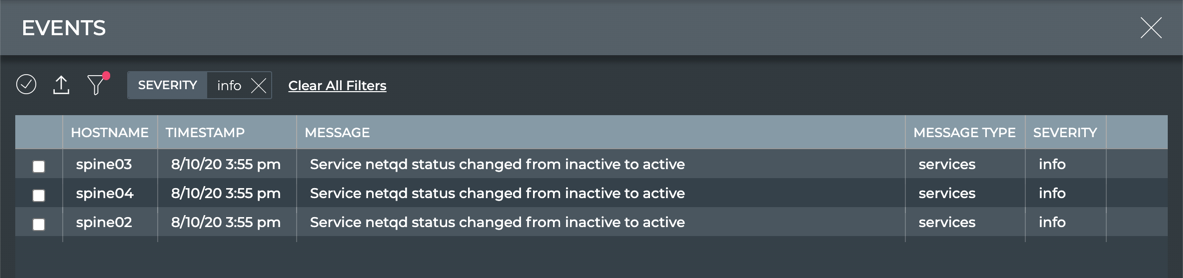 EVENTS
SEVERITY info Clear All Filters
HOSTNAME TIMESTAMP MESSAGE MESSAGE TYPE SEVERITY
spine03 8/10/20 3:55 pm Service netqd status changed from inactive to active services info
spine04 8/10/20 3:55 pm Service netqd status changed from inactive to active services info
spine02 8/10/20 3:55 pm Service netqd status changed from inactive to active services info